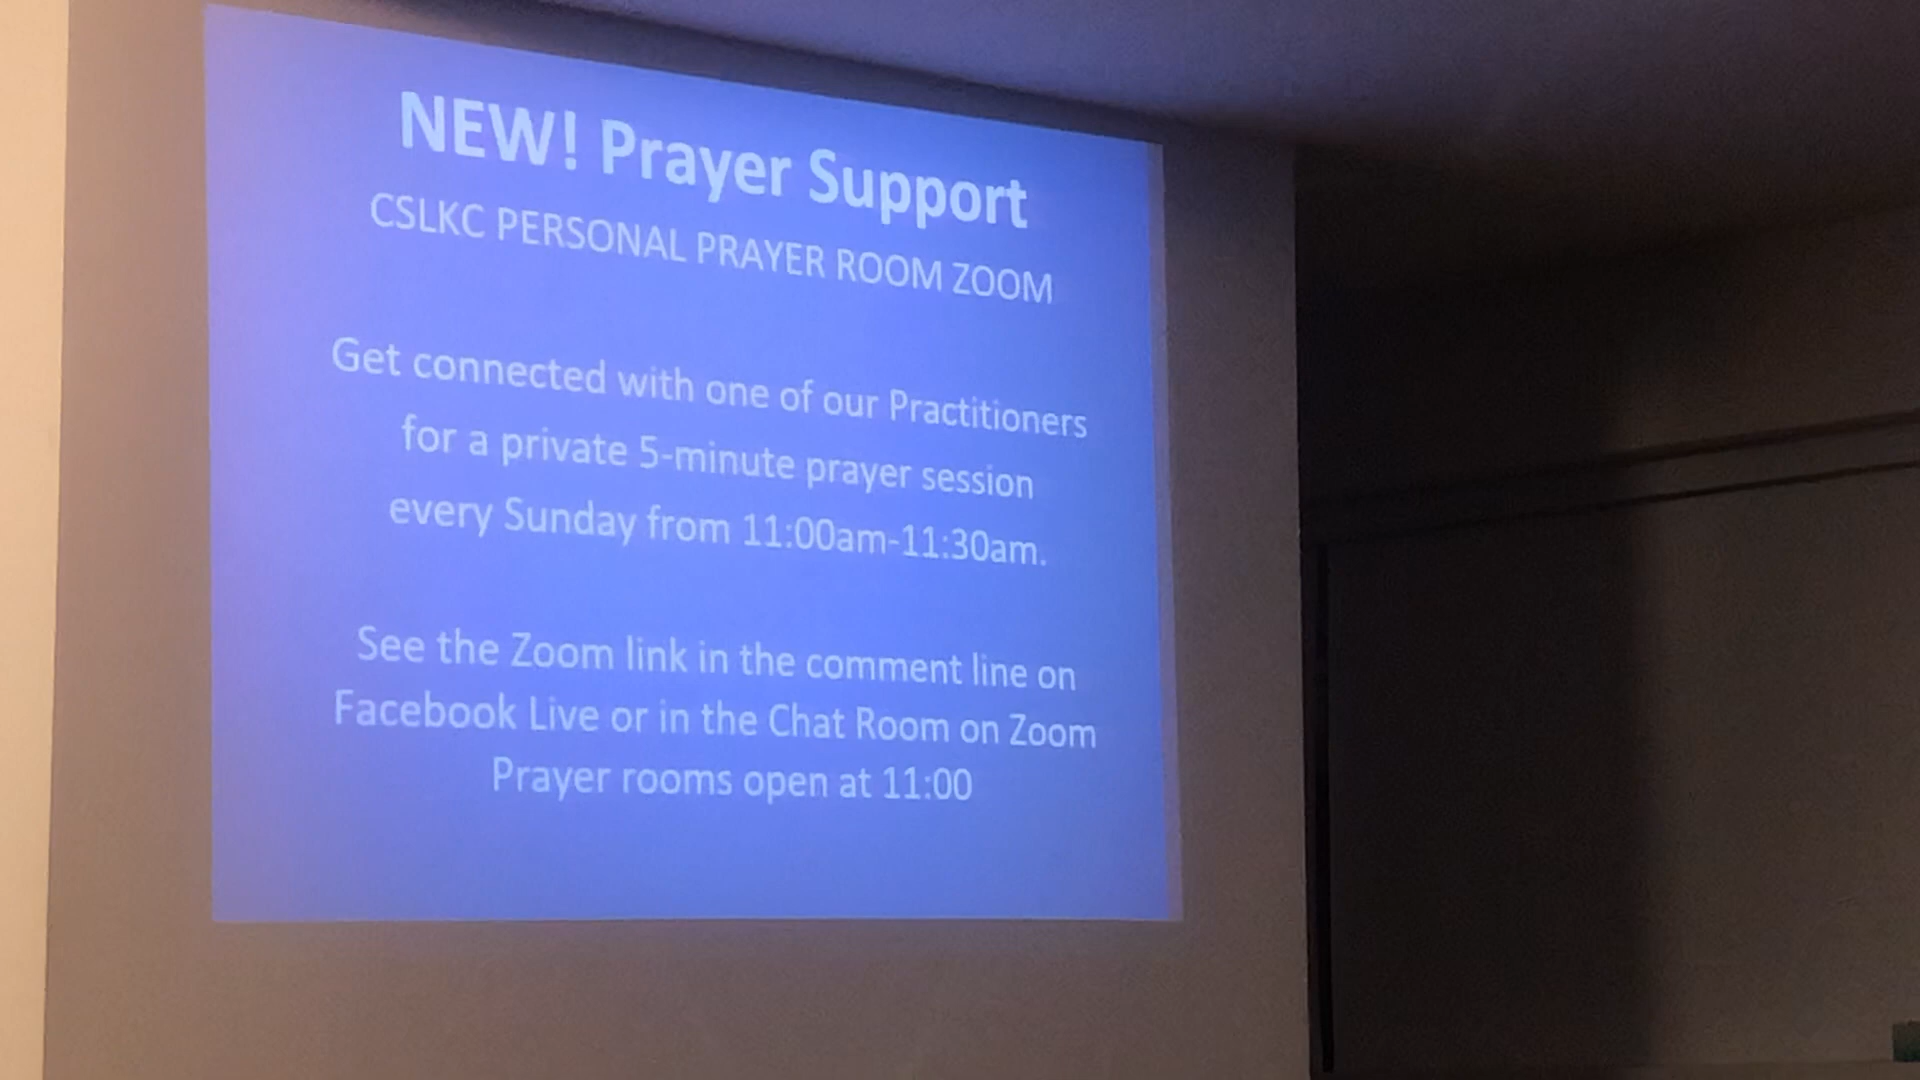 NEW! Prayer Support
CSLKC PERSONAL PRAYER ROOM ZOOM
Get connected with one of our Practitioners
for a private 5-minute prayer session
every Sunday from 11:00am-11:30am.
See the Zoom link in the comment line on
Facebook Live or in the Chat Room on Zoom
Prayer rooms open at 11:00